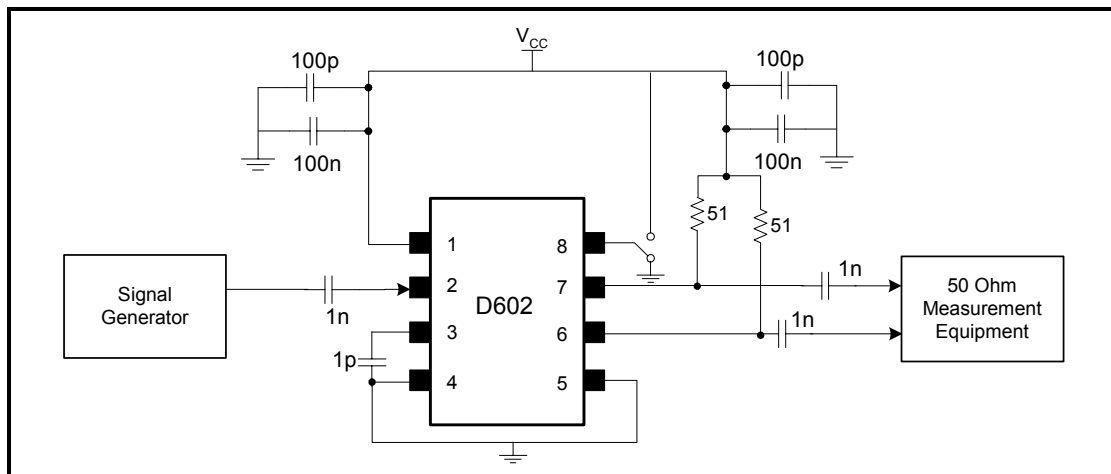 V_CC
100p
100n
100p
100n
51
51
1
2
3
4
8
7
6
5
D602
Signal
Generator
1n
1p
1n
1n
50 Ohm
Measurement
Equipment